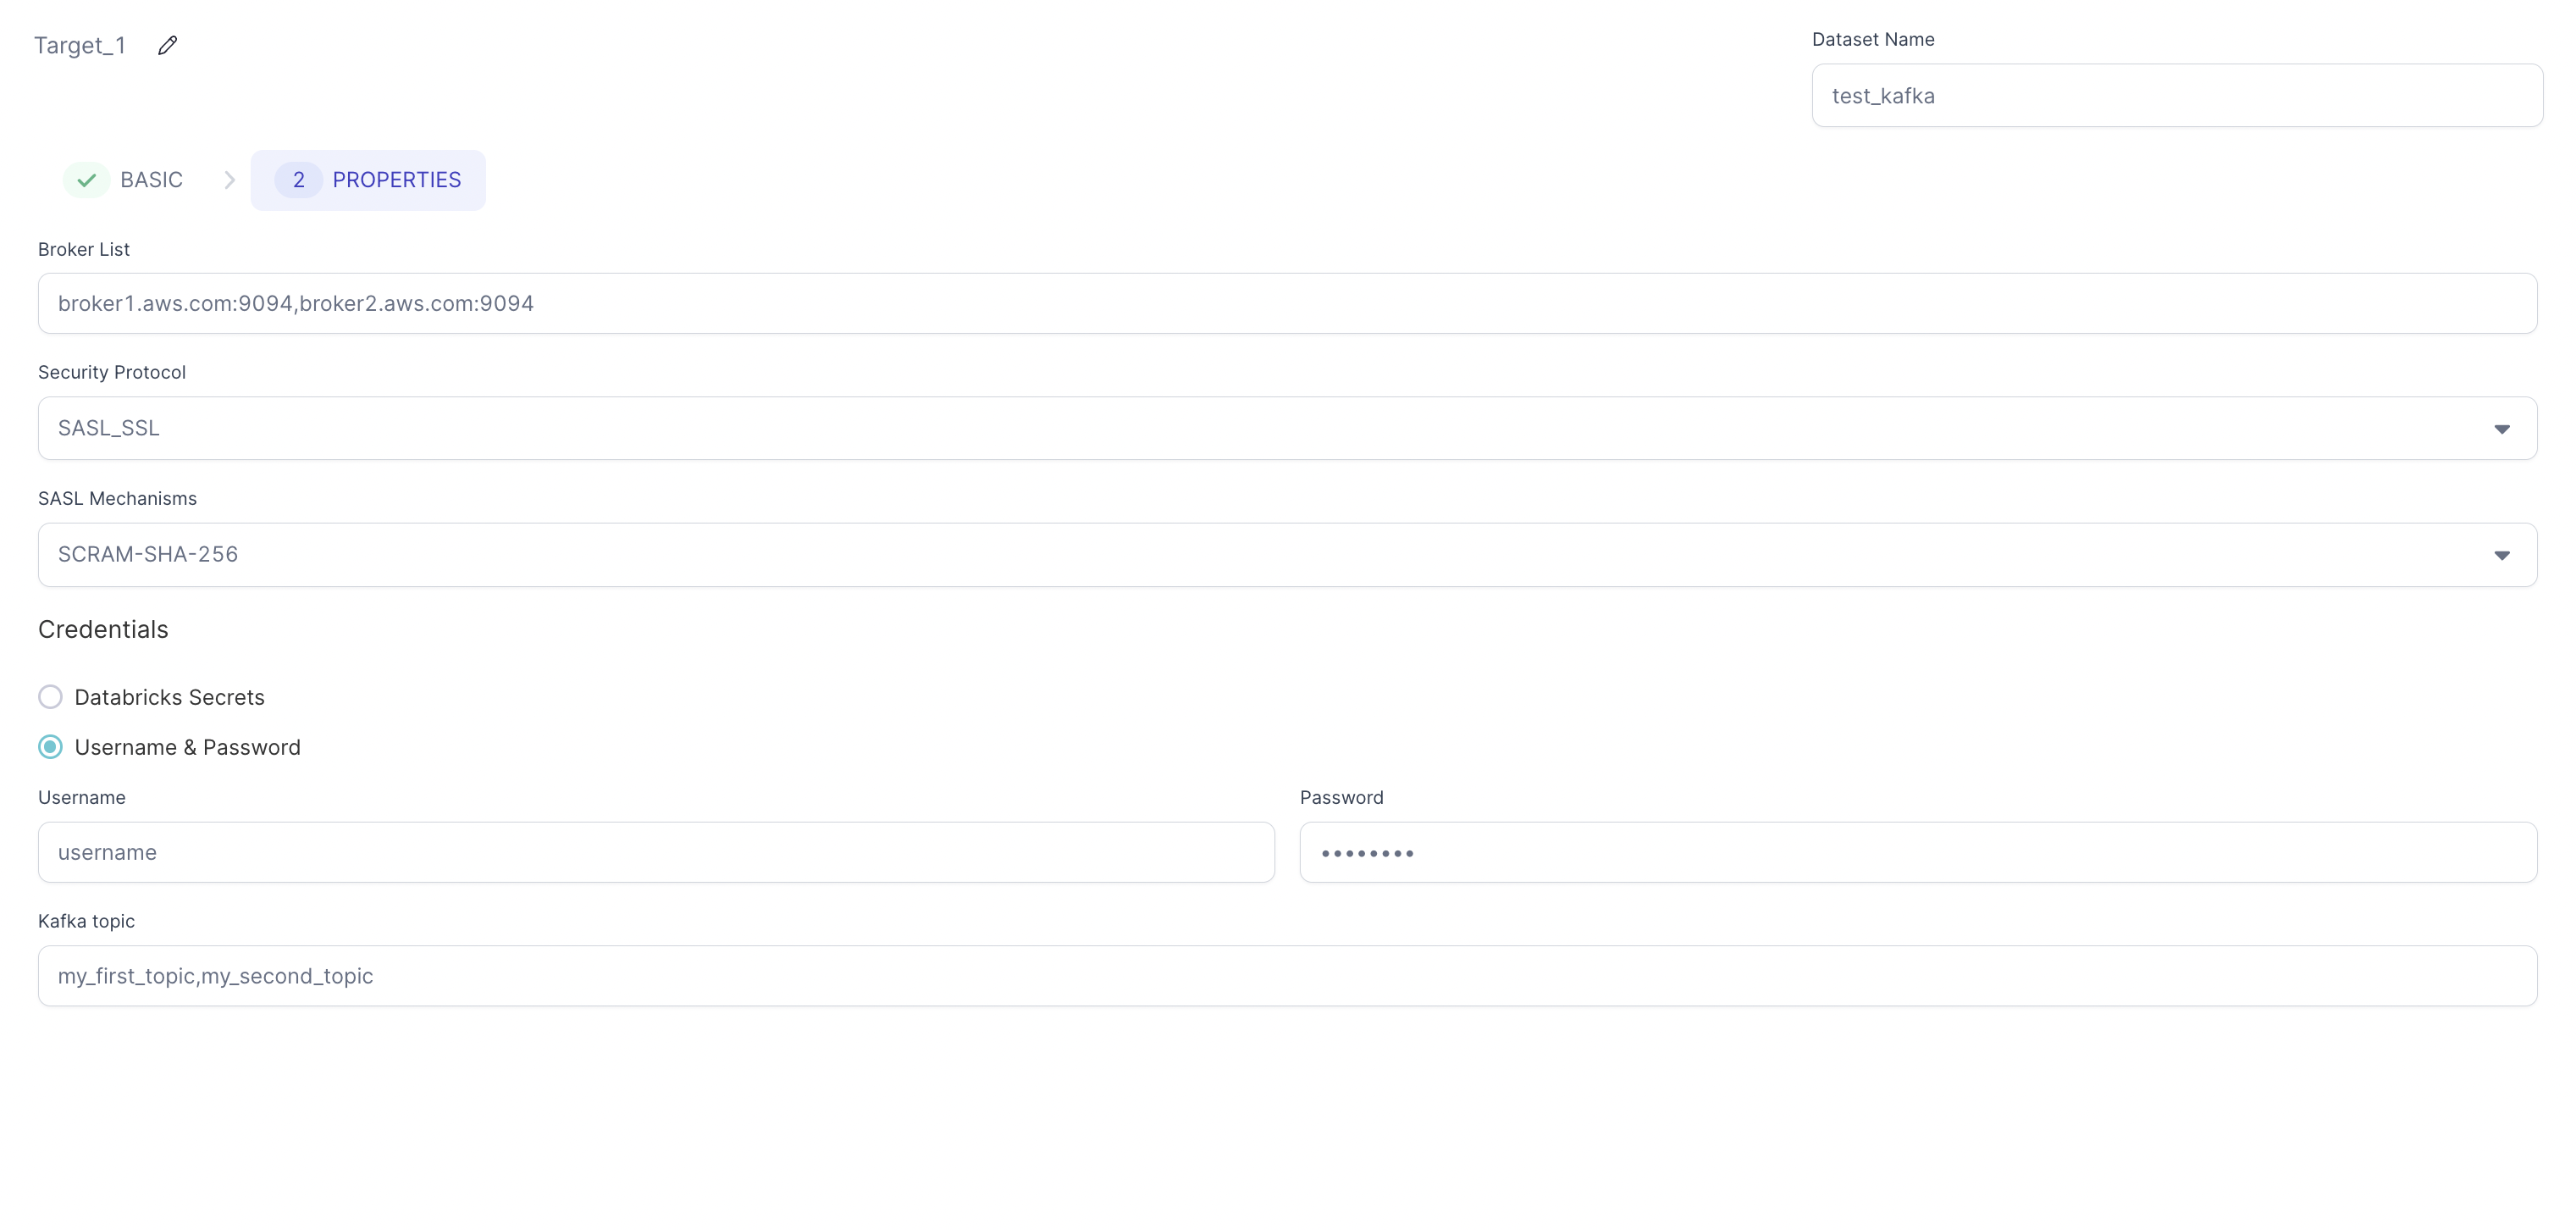 Target_1
Dataset Name
test_kafka
BASIC
2 PROPERTIES
Broker List
broker1.aws.com:9094,broker2.aws.com:9094
Security Protocol
SASL_SSL
SASL Mechanisms
SCRAM-SHA-256
Credentials
Databricks Secrets
Username & Password
Username
username
Password
••••••••
Kafka topic
my_first_topic,my_second_topic